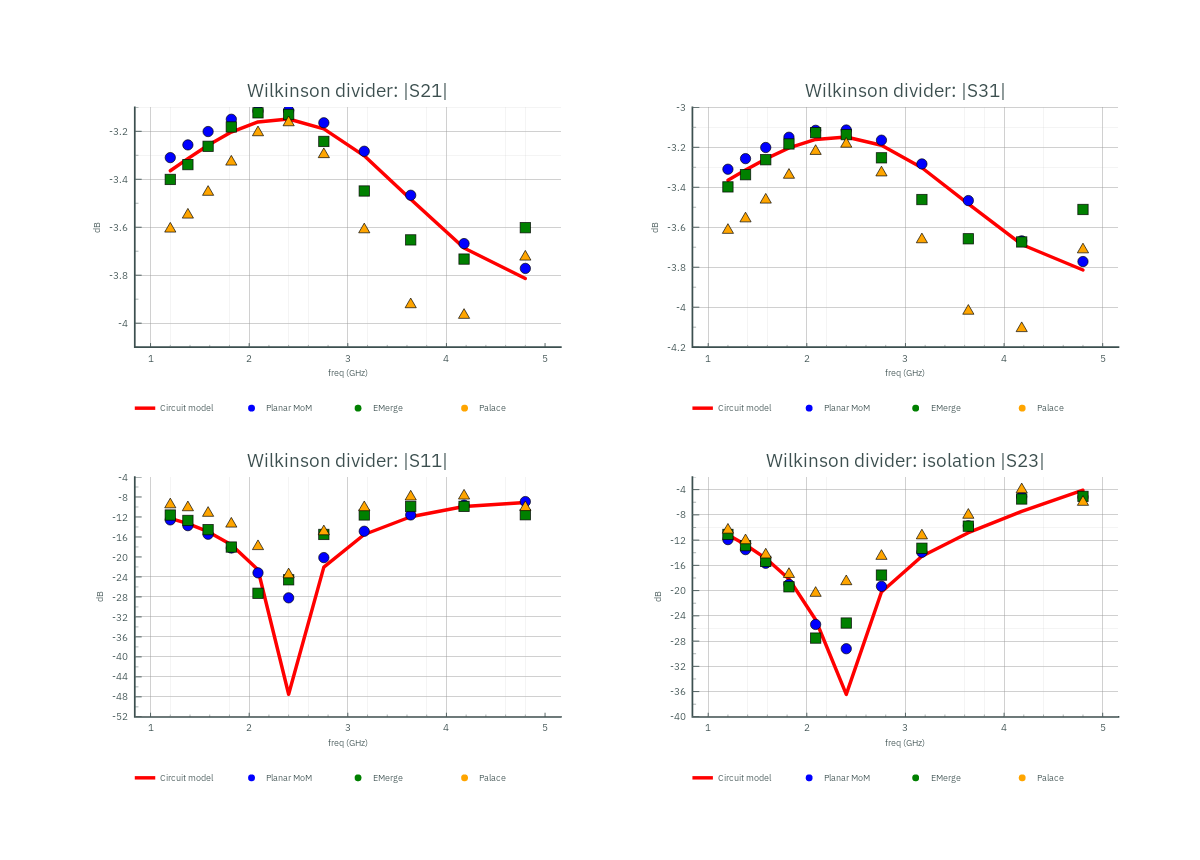 Wilkinson divider: |S21|
-3.2
-3.4
-3.6
-3.8
-4
dB
1 2 3 4 5
freq (GHz)
Circuit model Planar MoM EMerge Palace
Wilkinson divider: |S31|
-3
-3.2
-3.4
-3.6
-3.8
-4
-4.2
dB
1 2 3 4 5
freq (GHz)
Circuit model Planar MoM EMerge Palace
Wilkinson divider: |S11|
-4
-8
-12
-16
-20
-24
-28
-32
-36
-40
-44
-48
-52
dB
1 2 3 4 5
freq (GHz)
Circuit model Planar MoM EMerge Palace
Wilkinson divider: isolation |S23|
-4
-8
-12
-16
-20
-24
-28
-32
-36
-40
dB
1 2 3 4 5
freq (GHz)
Circuit model Planar MoM EMerge Palace